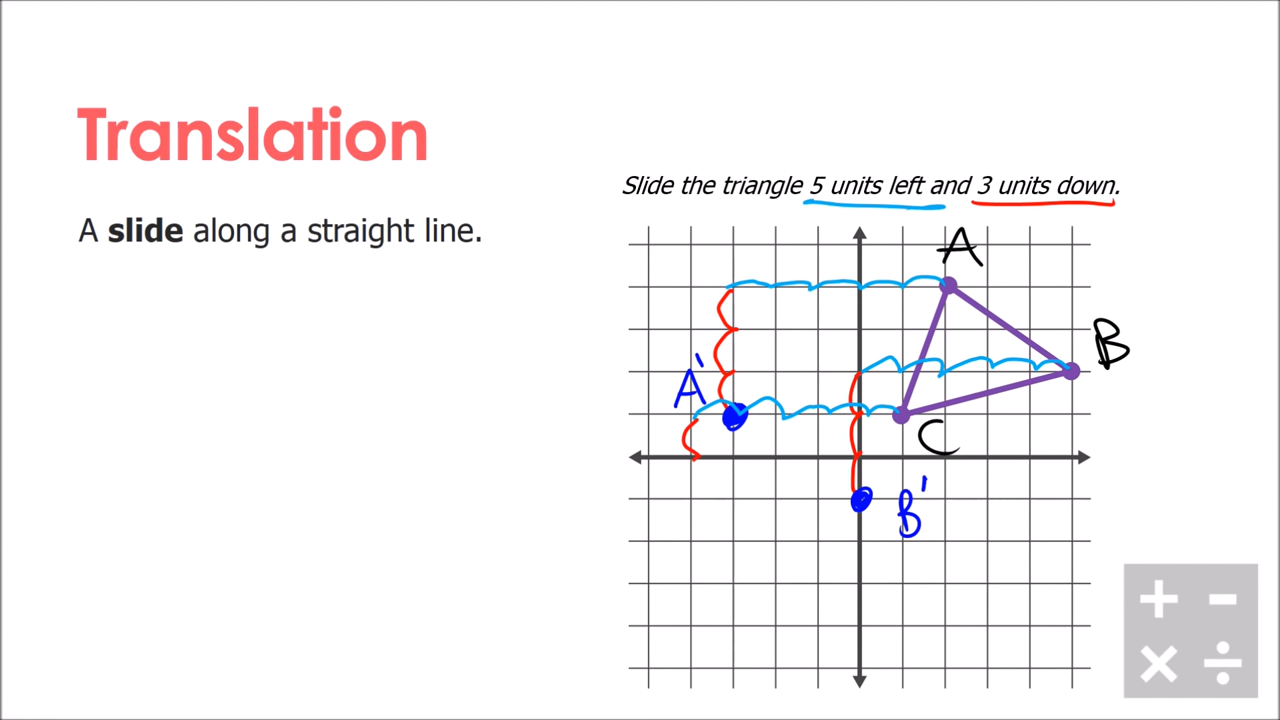 Translation
Slide the triangle 5 units left and 3 units down.
A slide along a straight line.
A
B
A'
C
B'
+ -
× ÷